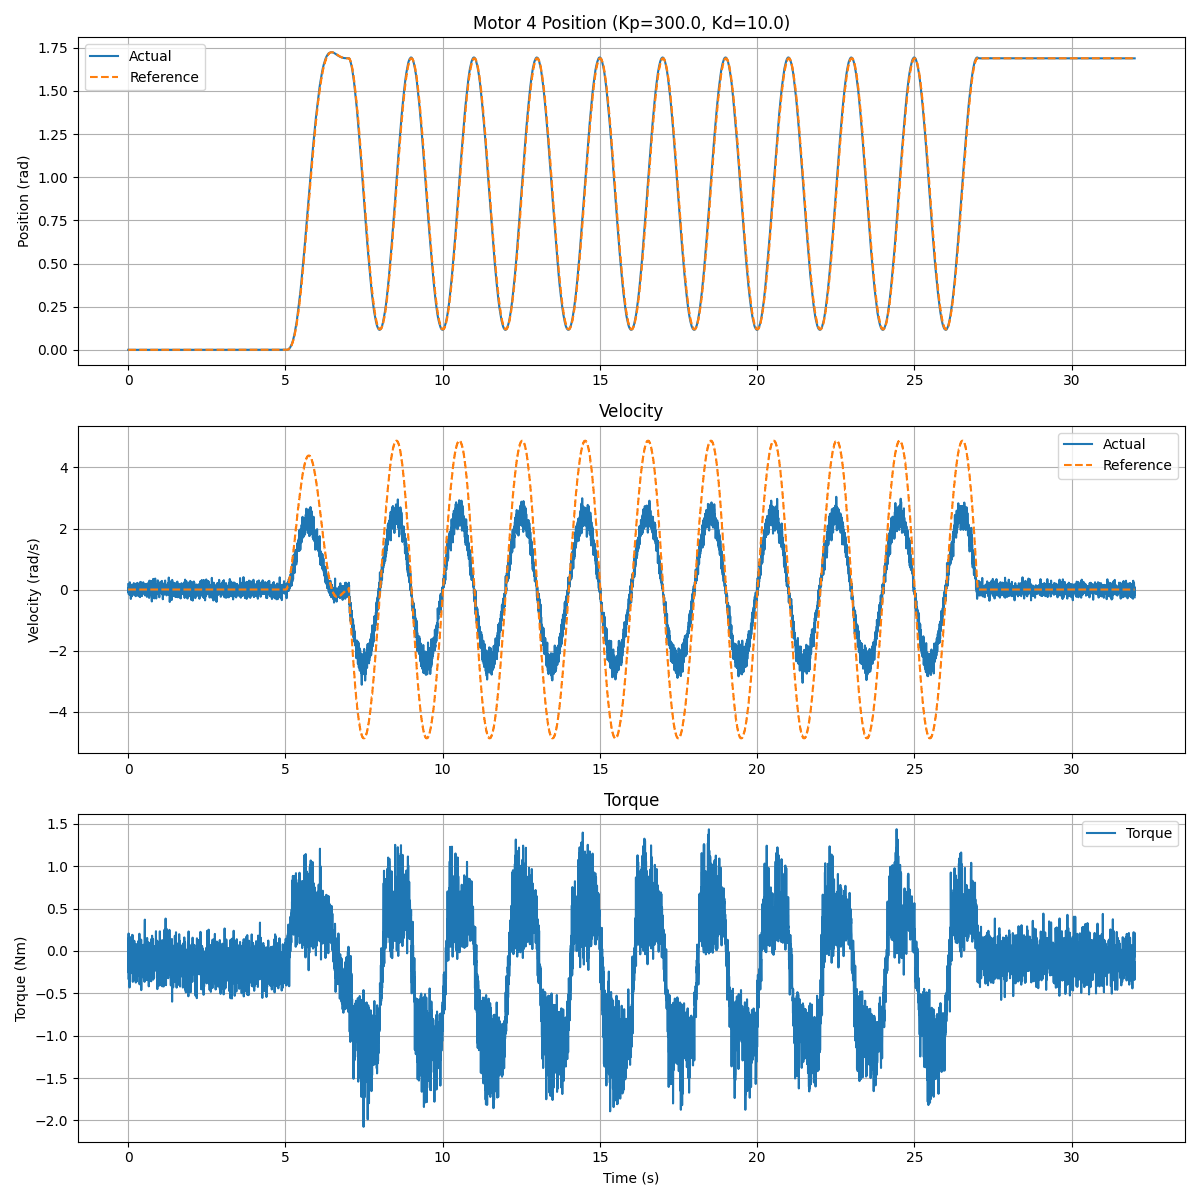 Motor 4 Position (Kp=300.0, Kd=10.0)
Actual
Reference
1.75
1.50
1.25
1.00
0.75
0.50
0.25
0.00
Position (rad)
0 5 10 15 20 25 30
Velocity
Actual
Reference
4
2
0
−2
−4
Velocity (rad/s)
0 5 10 15 20 25 30
Torque
Torque
1.5
1.0
0.5
0.0
−0.5
−1.0
−1.5
−2.0
Torque (Nm)
0 5 10 15 20 25 30
Time (s)